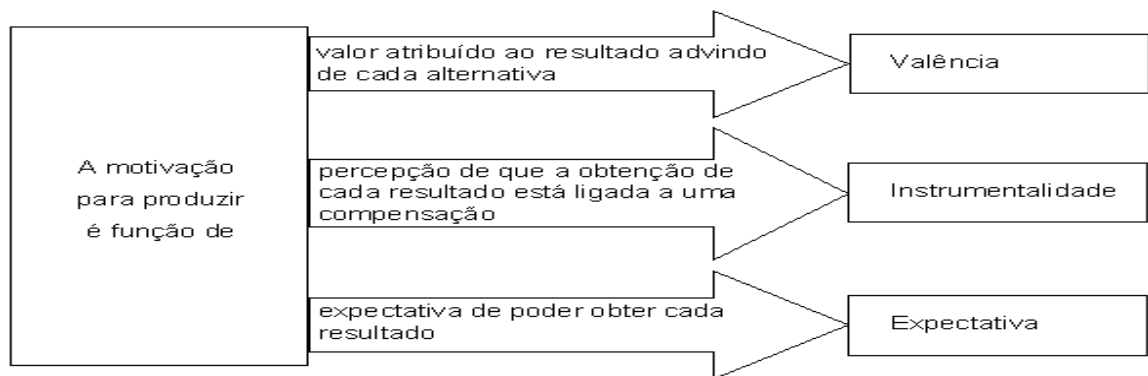 A motivação
para produzir
é função de
valor atribuído ao resultado advindo
de cada alternativa
Valência
percepção de que a obtenção de
cada resultado está ligada a uma
compensação
Instrumentalidade
expectativa de poder obter cada
resultado
Expectativa